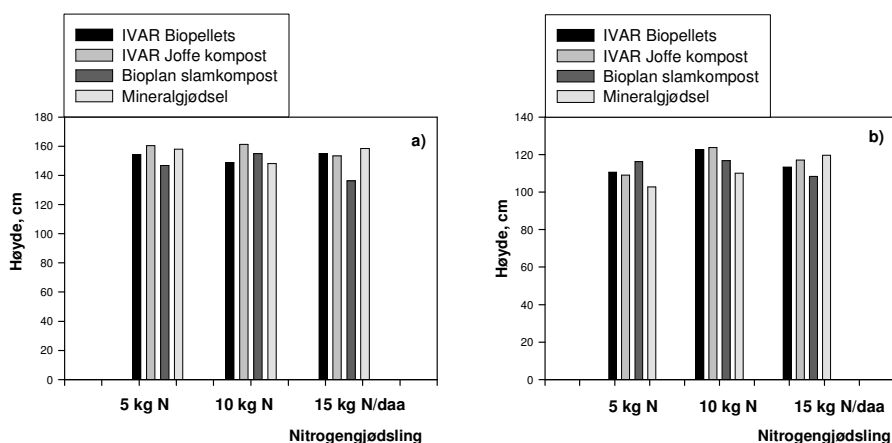 IVAR Biopellets
IVAR Joffe kompost
Bioplan slamkompost
Mineralgjødsel
a)
Høyde, cm
180
160
140
120
100
80
60
40
20
0
5 kg N 10 kg N 15 kg N/daa
Nitrogengjødsling
IVAR Biopellets
IVAR Joffe kompost
Bioplan slamkompost
Mineralgjødsel
b)
Høyde, cm
140
120
100
80
60
40
20
0
5 kg N 10 kg N 15 kg N/daa
Nitrogengjødsling